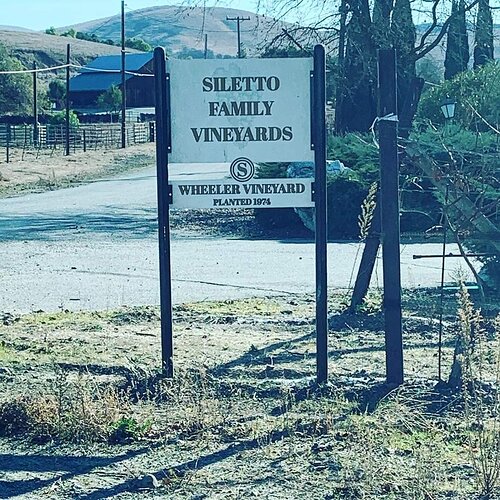 SILETTO
FAMILY
VINEYARDS
S
WHEELER VINEYARD
PLANTED 1974